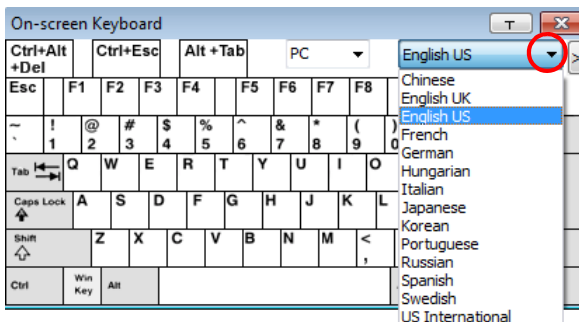 On-screen Keyboard
T X
Ctrl+Alt +Del Ctrl+Esc Alt +Tab PC English US >
Chinese
English UK
English US
French
German
Hungarian
Italian
Japanese
Korean
Portuguese
Russian
Spanish
Swedish
US International
Esc F1 F2 F3 F4 F5 F6 F7 F8
~ ! @ # $ % ^ & * ( )
` 1 2 3 4 5 6 7 8 9 0
Tab Q W E R T Y U I O
Caps Lock A S D F G H J K L
Shift Z X C V B N M <
,
Ctrl Win Key Alt